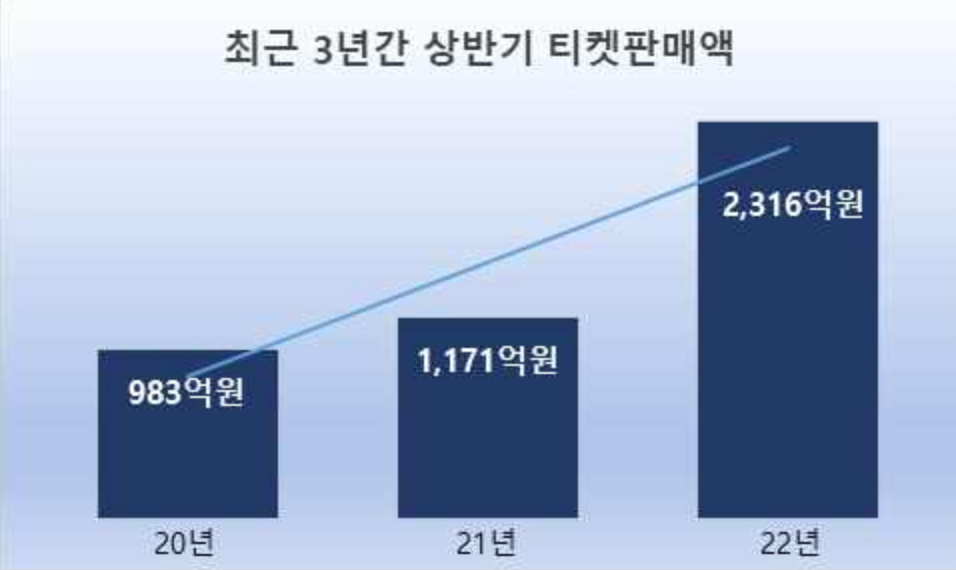 최근 3년간 상반기 티켓판매액
983억원
1,171억원
2,316억원
20년
21년
22년